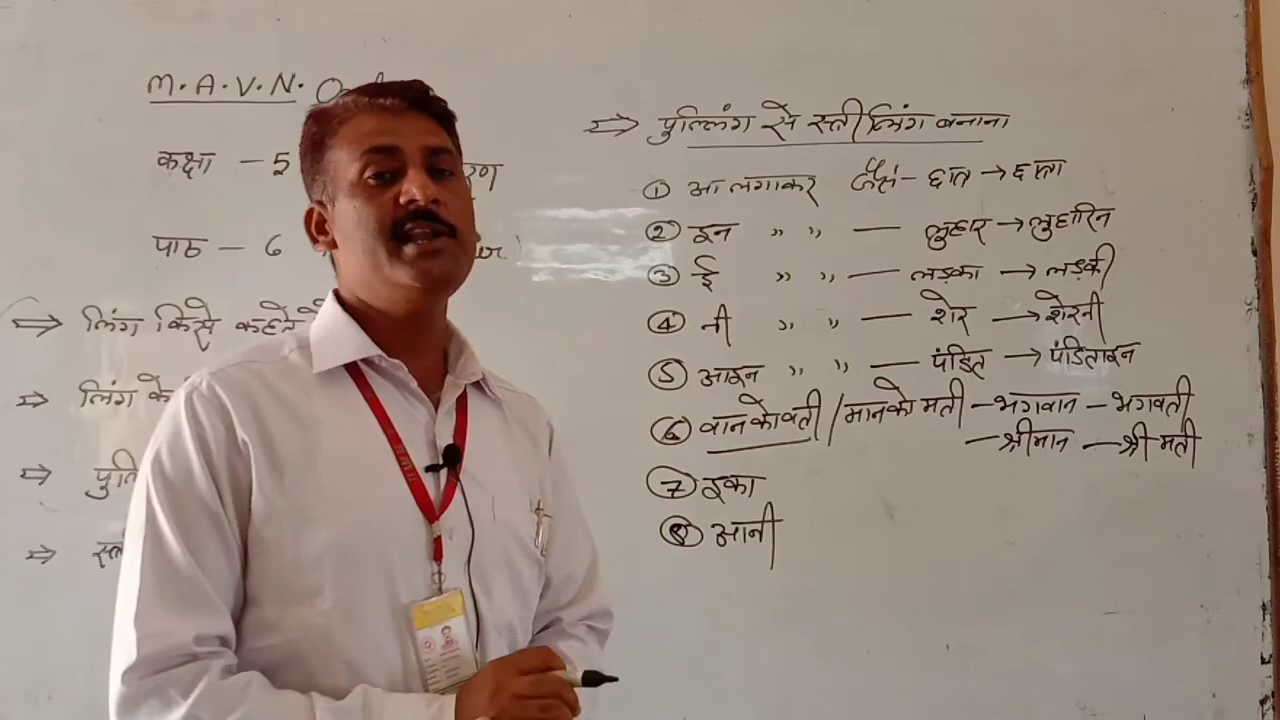 M.A.V.N.
कक्षा - 5
पाठ - 6
⇒ लिंग किसे कहते
⇒ लिंग के
⇒
⇒
⇒ पुल्लिंग से स्त्रीलिंग बनाना
① आ लगाकर जैसे - छात्र → छात्रा
② इन " " — लुहार → लुहारिन
③ ई " " — लड़का → लड़की
④ नी " " — शेर → शेरनी
⑤ आइन " " — पंडित → पंडिताइन
⑥ वान को वती / मान को मती - भगवान - भगवती
- श्रीमान - श्रीमती
⑦ इका
⑧ आनी